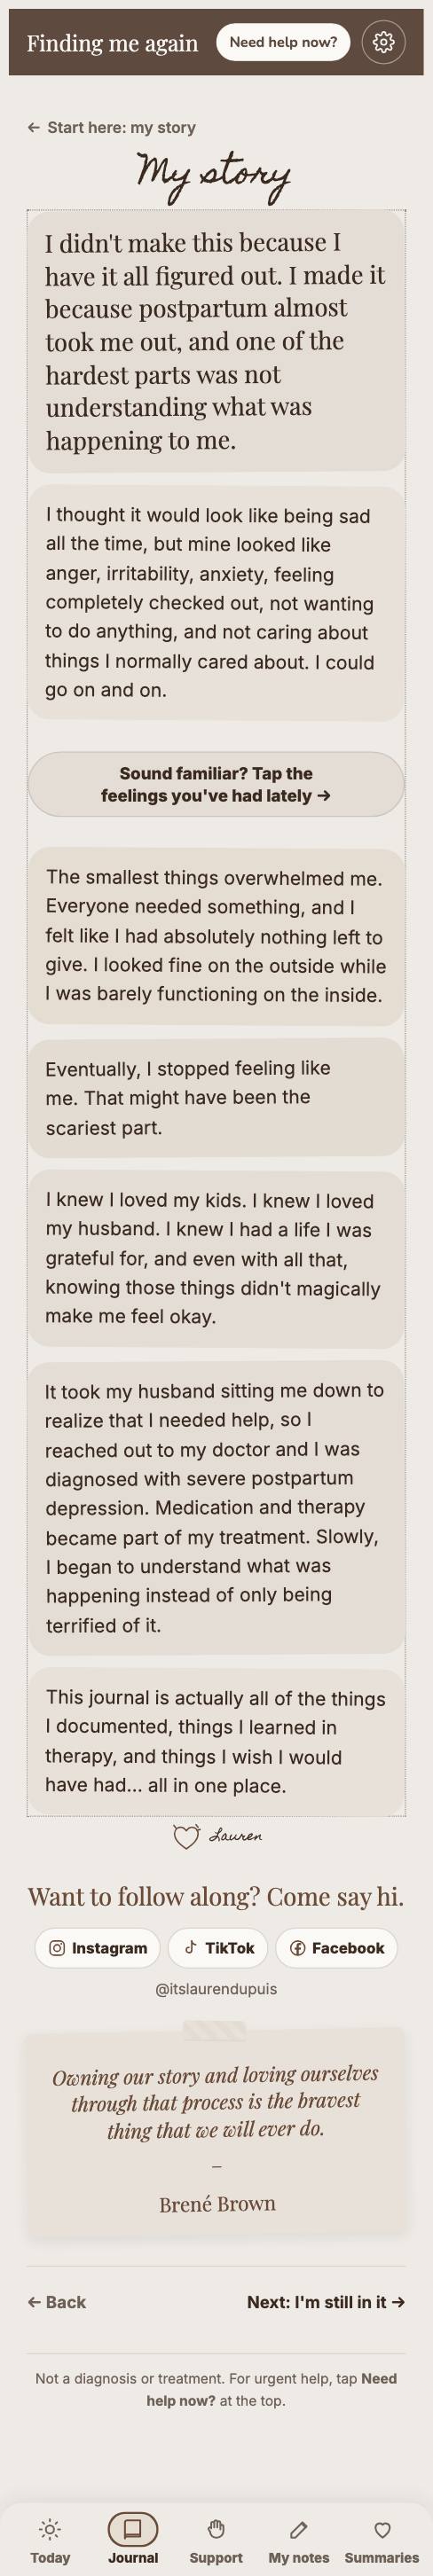 Finding me again
Need help now?
← Start here: my story
My story
I didn't make this because I
have it all figured out. I made it
because postpartum almost
took me out, and one of the
hardest parts was not
understanding what was
happening to me.
I thought it would look like being sad
all the time, but mine looked like
anger, irritability, anxiety, feeling
completely checked out, not wanting
to do anything, and not caring about
things I normally cared about. I could
go on and on.
Sound familiar? Tap the
feelings you've had lately →
The smallest things overwhelmed me.
Everyone needed something, and I
felt like I had absolutely nothing left to
give. I looked fine on the outside while
I was barely functioning on the inside.
Eventually, I stopped feeling like
me. That might have been the
scariest part.
I knew I loved my kids. I knew I loved
my husband. I knew I had a life I was
grateful for, and even with all that,
knowing those things didn't magically
make me feel okay.
It took my husband sitting me down to
realize that I needed help, so I
reached out to my doctor and I was
diagnosed with severe postpartum
depression. Medication and therapy
became part of my treatment. Slowly,
I began to understand what was
happening instead of only being
terrified of it.
This journal is actually all of the things
I documented, things I learned in
therapy, and things I wish I would
have had... all in one place.
Lauren
Want to follow along? Come say hi.
Instagram
TikTok
Facebook
@itslaurendupuis
Owning our story and loving ourselves
through that process is the bravest
thing that we will ever do.
–
Brené Brown
← Back
Next: I'm still in it →
Not a diagnosis or treatment. For urgent help, tap Need
help now? at the top.
Today
Journal
Support
My notes
Summaries